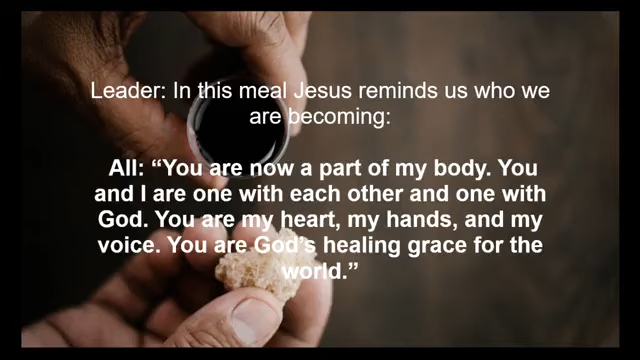 Leader: In this meal Jesus reminds us who we
are becoming:
All: “You are now a part of my body. You
and I are one with each other and one with
God. You are my heart, my hands, and my
voice. You are God’s healing grace for the
world.”